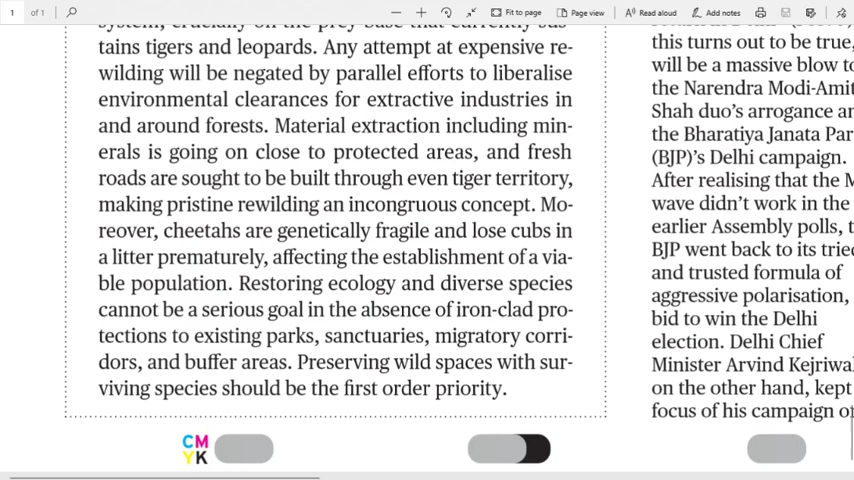 1 of 1 Fit to page Page view Read aloud Add notes
tains tigers and leopards. Any attempt at expensive re-
wilding will be negated by parallel efforts to liberalise
environmental clearances for extractive industries in
and around forests. Material extraction including min-
erals is going on close to protected areas, and fresh
roads are sought to be built through even tiger territory,
making pristine rewilding an incongruous concept. Mo-
reover, cheetahs are genetically fragile and lose cubs in
a litter prematurely, affecting the establishment of a via-
ble population. Restoring ecology and diverse species
cannot be a serious goal in the absence of iron-clad pro-
tections to existing parks, sanctuaries, migratory corri-
dors, and buffer areas. Preserving wild spaces with sur-
viving species should be the first order priority.
this turns out to be true,
will be a massive blow to
the Narendra Modi-Amit
Shah duo's arrogance
the Bharatiya Janata
(BJP)'s Delhi campaign.
After realising that the
wave didn't work in the
earlier Assembly polls,
BJP went back to its
and trusted formula of
aggressive polarisation,
bid to win the Delhi
election. Delhi Chief
Minister Arvind
on the other hand, kept
focus of his campaign
CM
YK